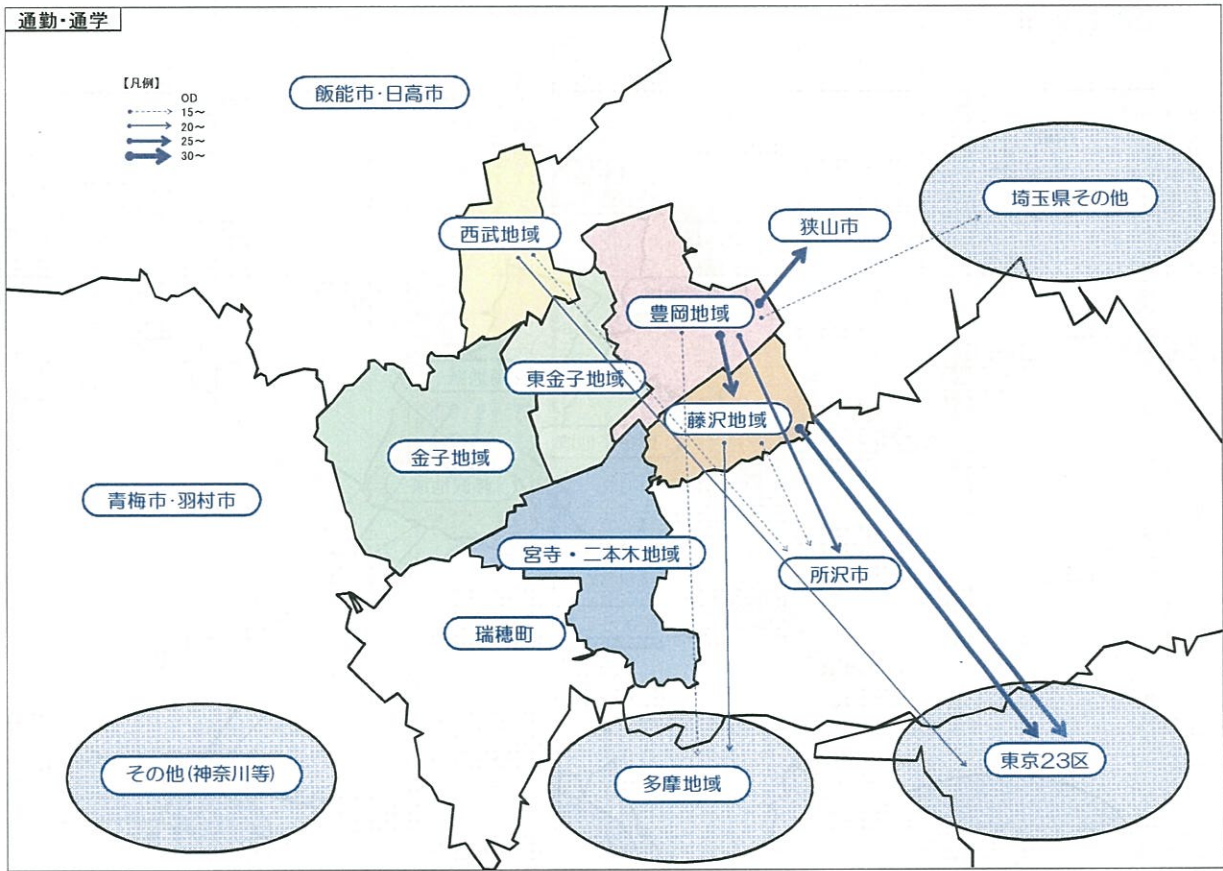 通勤・通学
【凡例】
OD
15～
20～
25～
30～
飯能市・日高市
埼玉県その他
狭山市
西武地域
豊岡地域
東金子地域
藤沢地域
金子地域
青梅市・羽村市
宮寺・二本木地域
所沢市
瑞穂町
その他(神奈川等)
多摩地域
東京23区